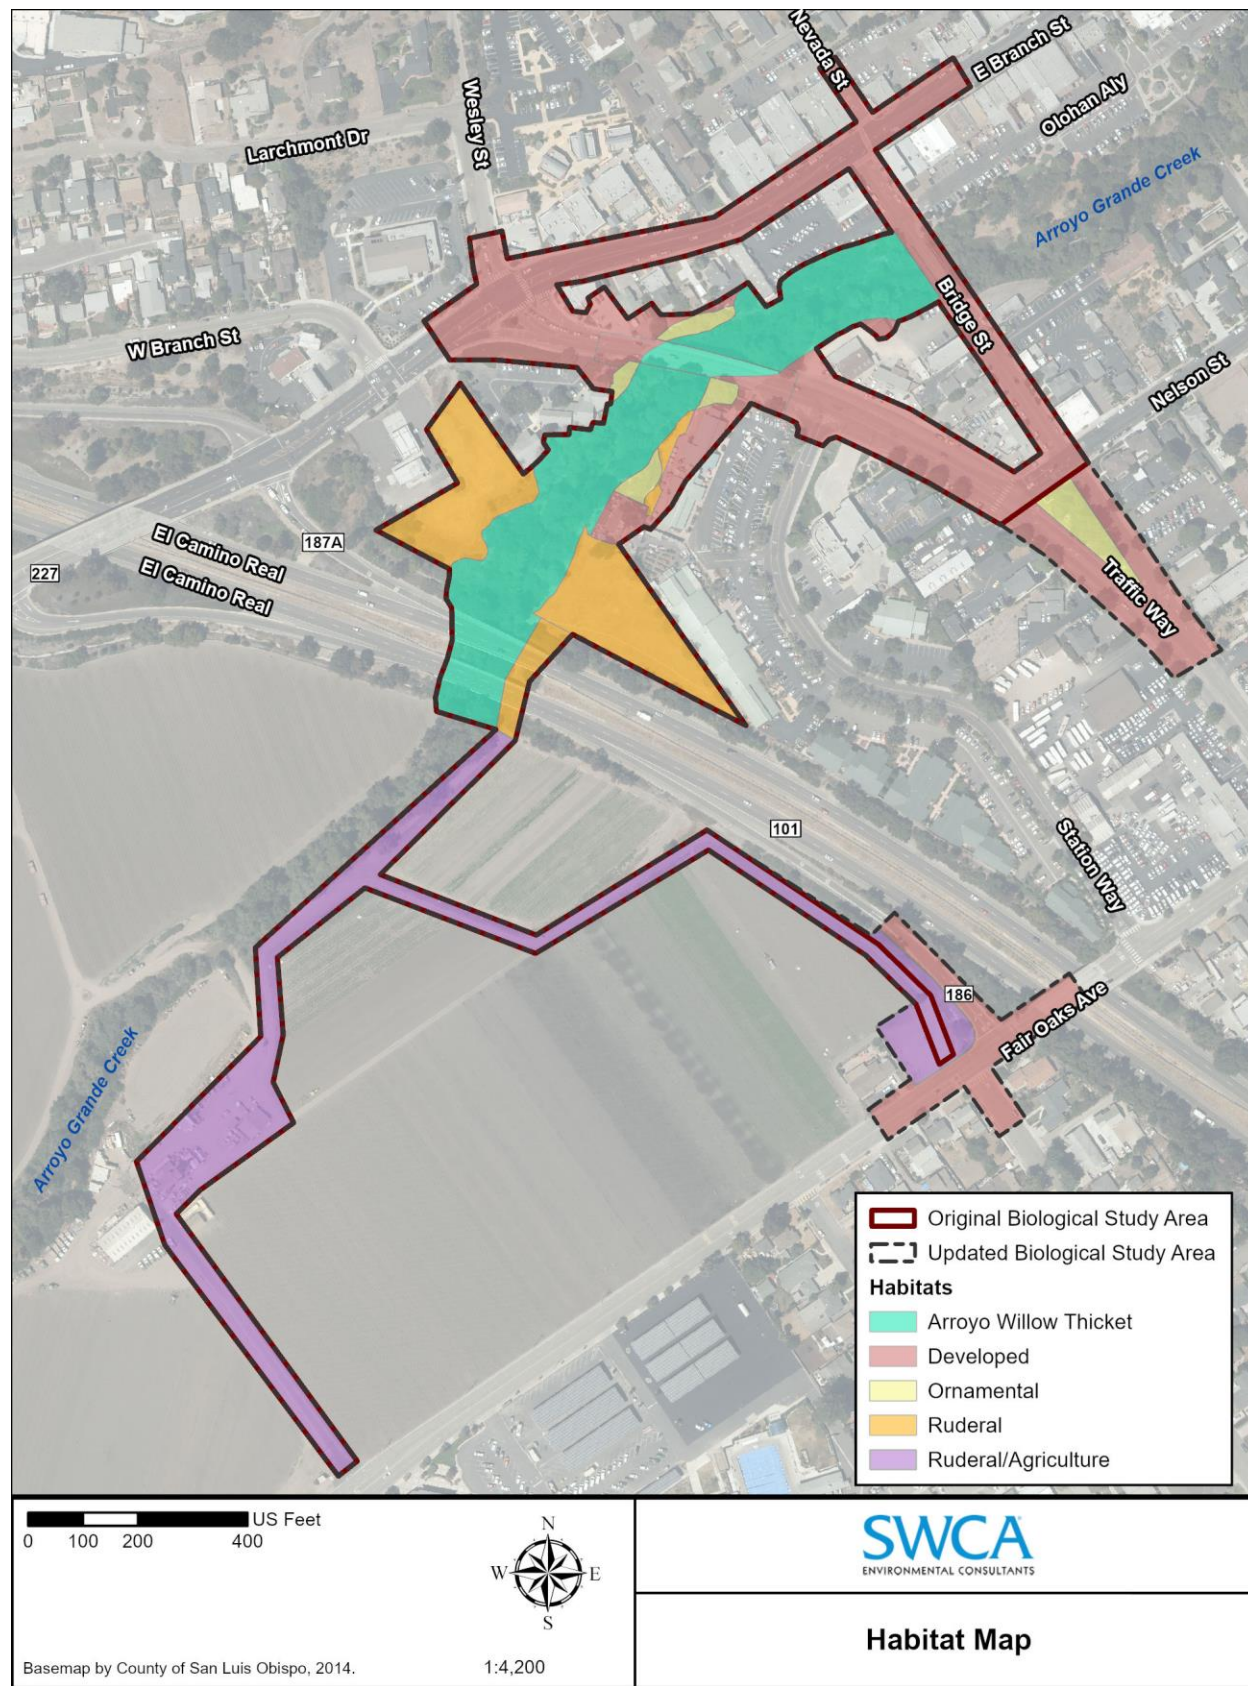 Nevada St
E Branch St
Olohan Aly
Wesley St
Larchmont Dr
Arroyo Grande Creek
Bridge St
W Branch St
Nelson St
El Camino Real
187A
El Camino Real
227
Traffic Way
101
Station Way
186
Fair Oaks Ave
Arroyo Grande Creek
Original Biological Study Area
Updated Biological Study Area
Habitats
Arroyo Willow Thicket
Developed
Ornamental
Ruderal
Ruderal/Agriculture
US Feet
0 100 200 400
N
W E
S
Basemap by County of San Luis Obispo, 2014.
1:4,200
SWCA
ENVIRONMENTAL CONSULTANTS
Habitat Map